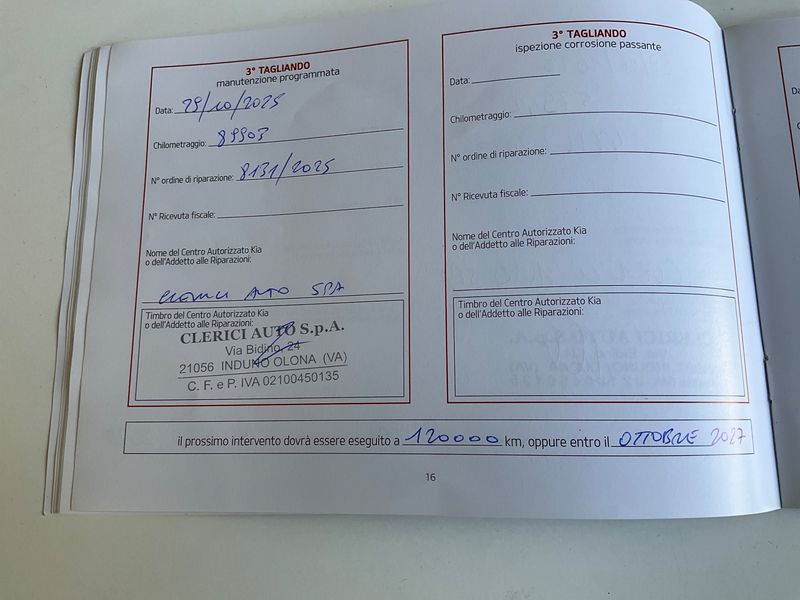 3° TAGLIANDO
manutenzione programmata
Data: 29/10/2025
Chilometraggio: 89903
N° ordine di riparazione: 8131/2025
N° Ricevuta fiscale:
Nome del Centro Autorizzato Kia
o dell'Addetto alle Riparazioni:
CLERICI AUTO SPA
Timbro del Centro Autorizzato Kia
o dell'Addetto alle Riparazioni:
CLERICI AUTO S.p.A.
Via Bidino, 24
21056 INDUNO OLONA (VA)
C. F. e P. IVA 02100450135
3° TAGLIANDO
ispezione corrosione passante
Data:
Chilometraggio:
N° ordine di riparazione:
N° Ricevuta fiscale:
Nome del Centro Autorizzato Kia
o dell'Addetto alle Riparazioni:
Timbro del Centro Autorizzato Kia
o dell'Addetto alle Riparazioni:
il prossimo intervento dovrà essere eseguito a 120000 km, oppure entro il OTTOBRE 2027
16